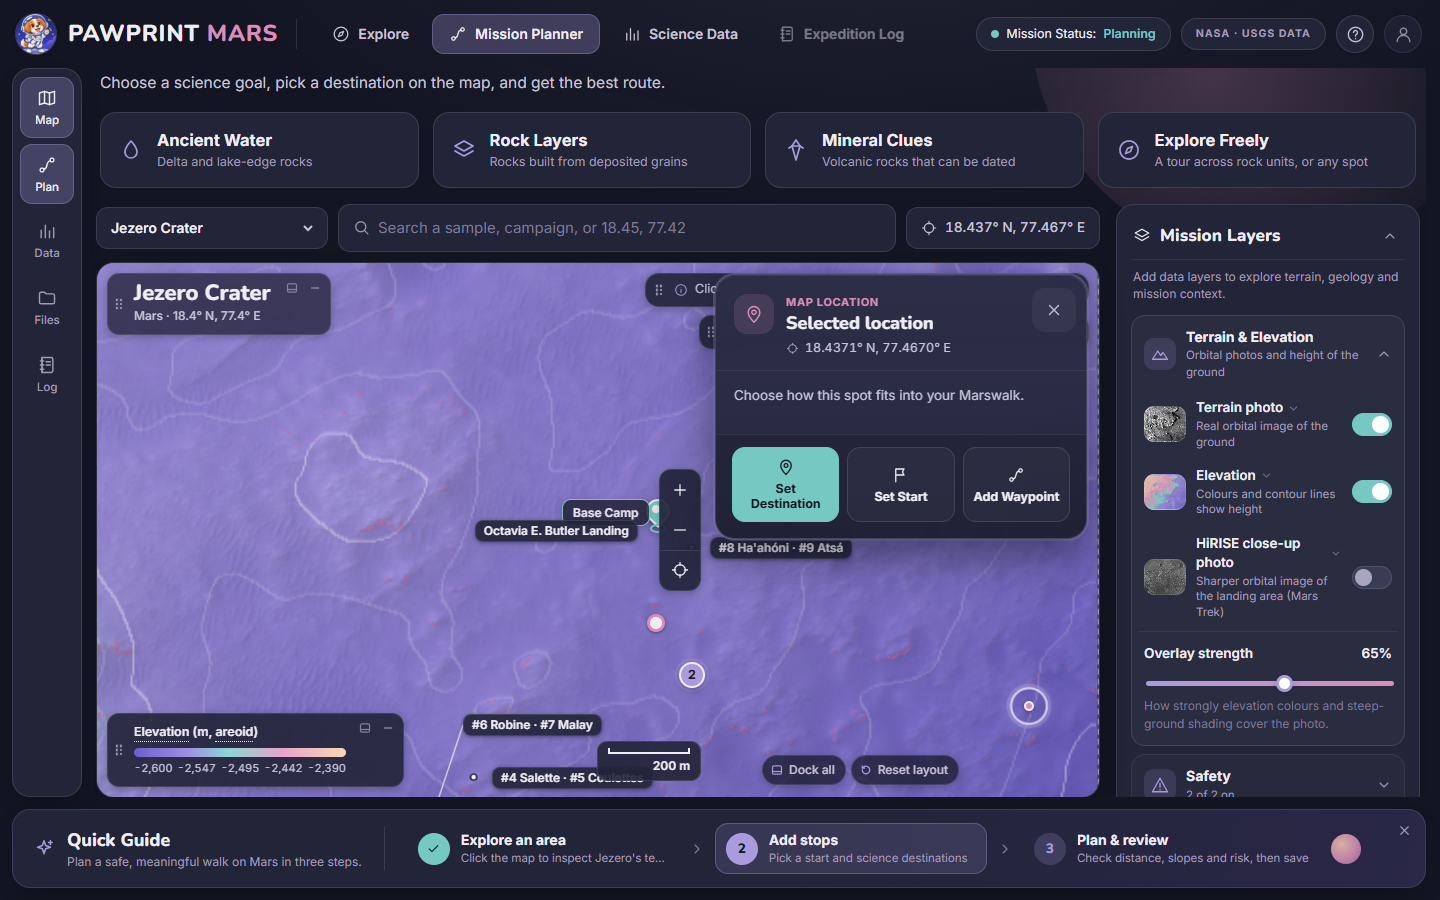 PAWPRINT MARS
Explore
Mission Planner
Science Data
Expedition Log
Mission Status: Planning
NASA · USGS DATA
Map
Plan
Data
Files
Log
Choose a science goal, pick a destination on the map, and get the best route.
Ancient Water
Delta and lake-edge rocks
Rock Layers
Rocks built from deposited grains
Mineral Clues
Volcanic rocks that can be dated
Explore Freely
A tour across rock units, or any spot
Jezero Crater
Search a sample, campaign, or 18.45, 77.42
18.437° N, 77.467° E
Jezero Crater
Mars · 18.4° N, 77.4° E
Clic
MAP LOCATION
Selected location
18.4371° N, 77.4670° E
Choose how this spot fits into your Marswalk.
Set
Destination
Set Start
Add Waypoint
Base Camp
Octavia E. Butler Landing
#8 Ha'ahóni · #9 Atsá
2
#6 Robine · #7 Malay
#4 Salette · #5 Coulettes
200 m
Elevation (m, areoid)
-2,600 -2,547 -2,495 -2,442 -2,390
Dock all
Reset layout
Mission Layers
Add data layers to explore terrain, geology and
mission context.
Terrain & Elevation
Orbital photos and height of the
ground
Terrain photo
Real orbital image of the
ground
Elevation
Colours and contour lines
show height
HiRISE close-up
photo
Sharper orbital image of
the landing area (Mars
Trek)
Overlay strength
65%
How strongly elevation colours and steep-
ground shading cover the photo.
Safety
2 of 2 on
Quick Guide
Plan a safe, meaningful walk on Mars in three steps.
Explore an area
Click the map to inspect Jezero's te...
2
Add stops
Pick a start and science destinations
3
Plan & review
Check distance, slopes and risk, then save